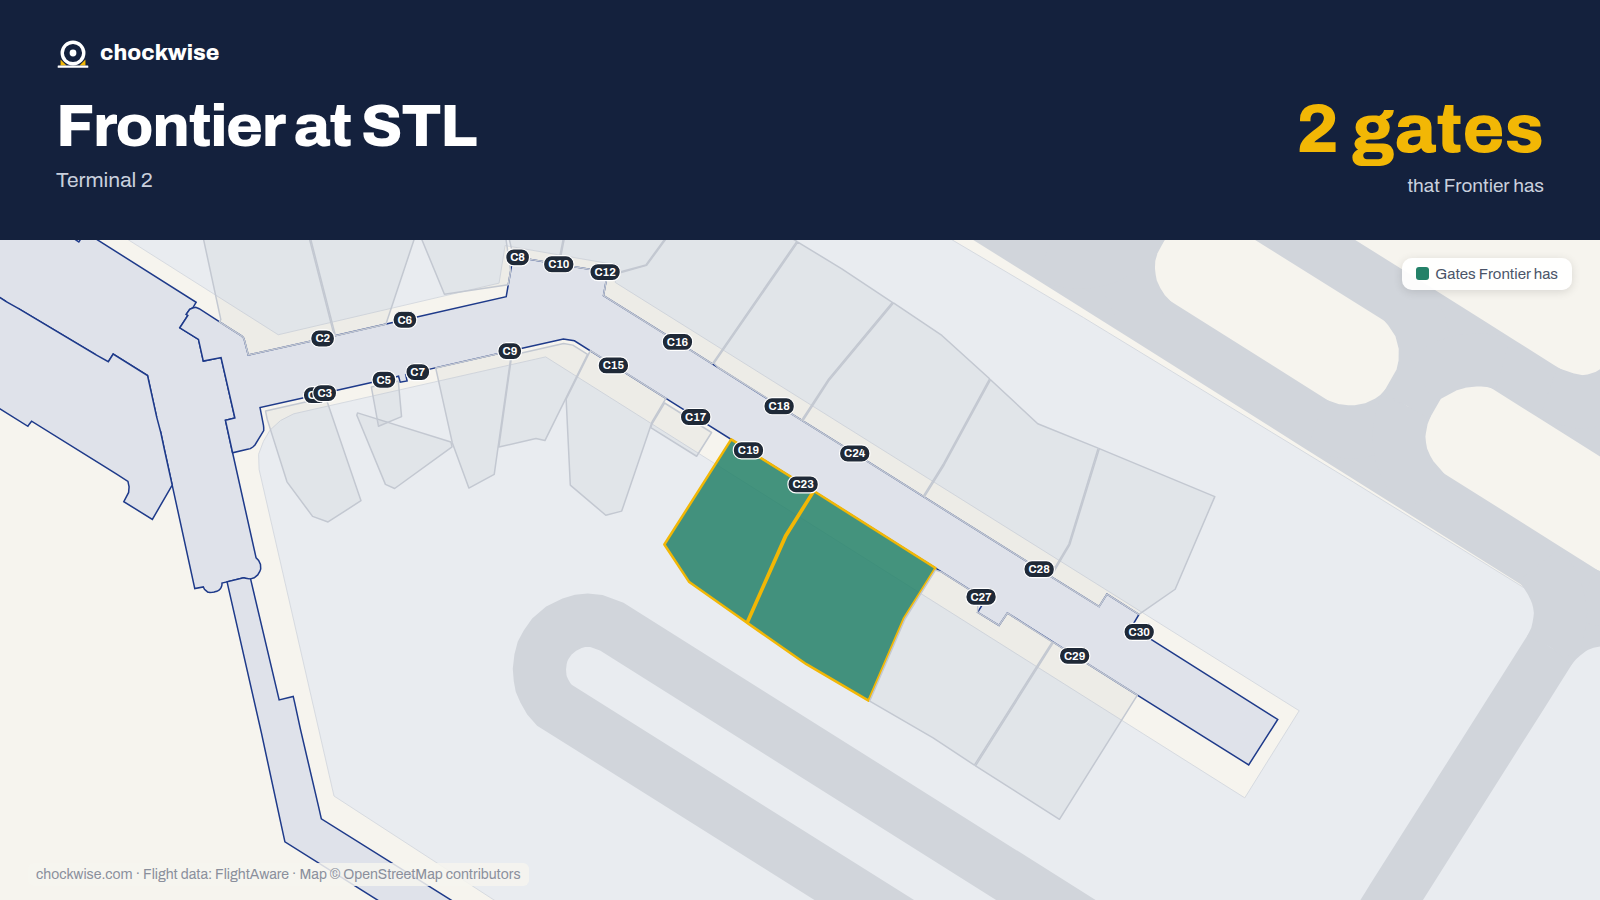 chockwise
Frontier at STL
Terminal 2
2 gates
that Frontier has
Gates Frontier has
C8
C10
C12
C2
C6
C16
C9
C15
C7
C5
C3
C18
C17
C19
C24
C23
C28
C27
C30
C29
chockwise.com · Flight data: FlightAware · Map © OpenStreetMap contributors